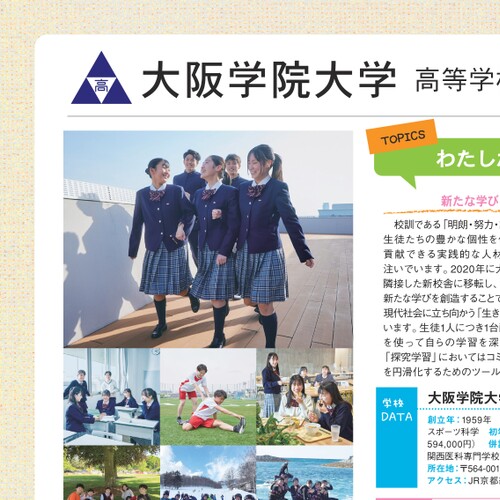 高
大阪学院大学 高等学校
TOPICS
わたし
新たな学び
校訓である「明朗・努力・
生徒たちの豊かな個性を
貢献できる実践的な人材
注いでいます。2020年に
隣接した新校舎に移転し、
新たな学びを創造することで
現代社会に立ち向かう「生き
います。生徒1人につき1台
を使って自らの学習を深
「探究学習」においてはコミ
を円滑化するためのツール
学校
DATA
大阪学院大
創立年：1959年
スポーツ科学 初
594,000円） 併
関西医科専門学校
所在地：〒564-001
アクセス：JR京都